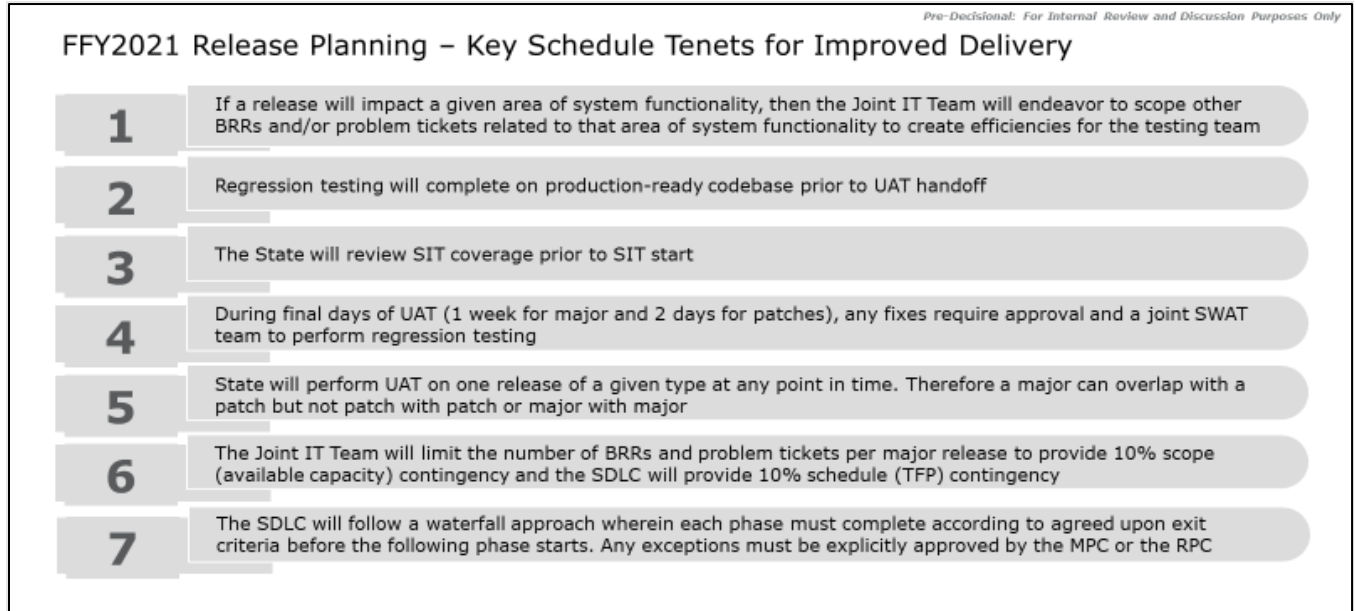 Pre-Decisional: For Internal Review and Discussion Purposes Only
FFY2021 Release Planning – Key Schedule Tenets for Improved Delivery
1
If a release will impact a given area of system functionality, then the Joint IT Team will endeavor to scope other
BRRs and/or problem tickets related to that area of system functionality to create efficiencies for the testing team
2
Regression testing will complete on production-ready codebase prior to UAT handoff
3
The State will review SIT coverage prior to SIT start
4
During final days of UAT (1 week for major and 2 days for patches), any fixes require approval and a joint SWAT
team to perform regression testing
5
State will perform UAT on one release of a given type at any point in time. Therefore a major can overlap with a
patch but not patch with patch or major with major
6
The Joint IT Team will limit the number of BRRs and problem tickets per major release to provide 10% scope
(available capacity) contingency and the SDLC will provide 10% schedule (TFP) contingency
7
The SDLC will follow a waterfall approach wherein each phase must complete according to agreed upon exit
criteria before the following phase starts. Any exceptions must be explicitly approved by the MPC or the RPC